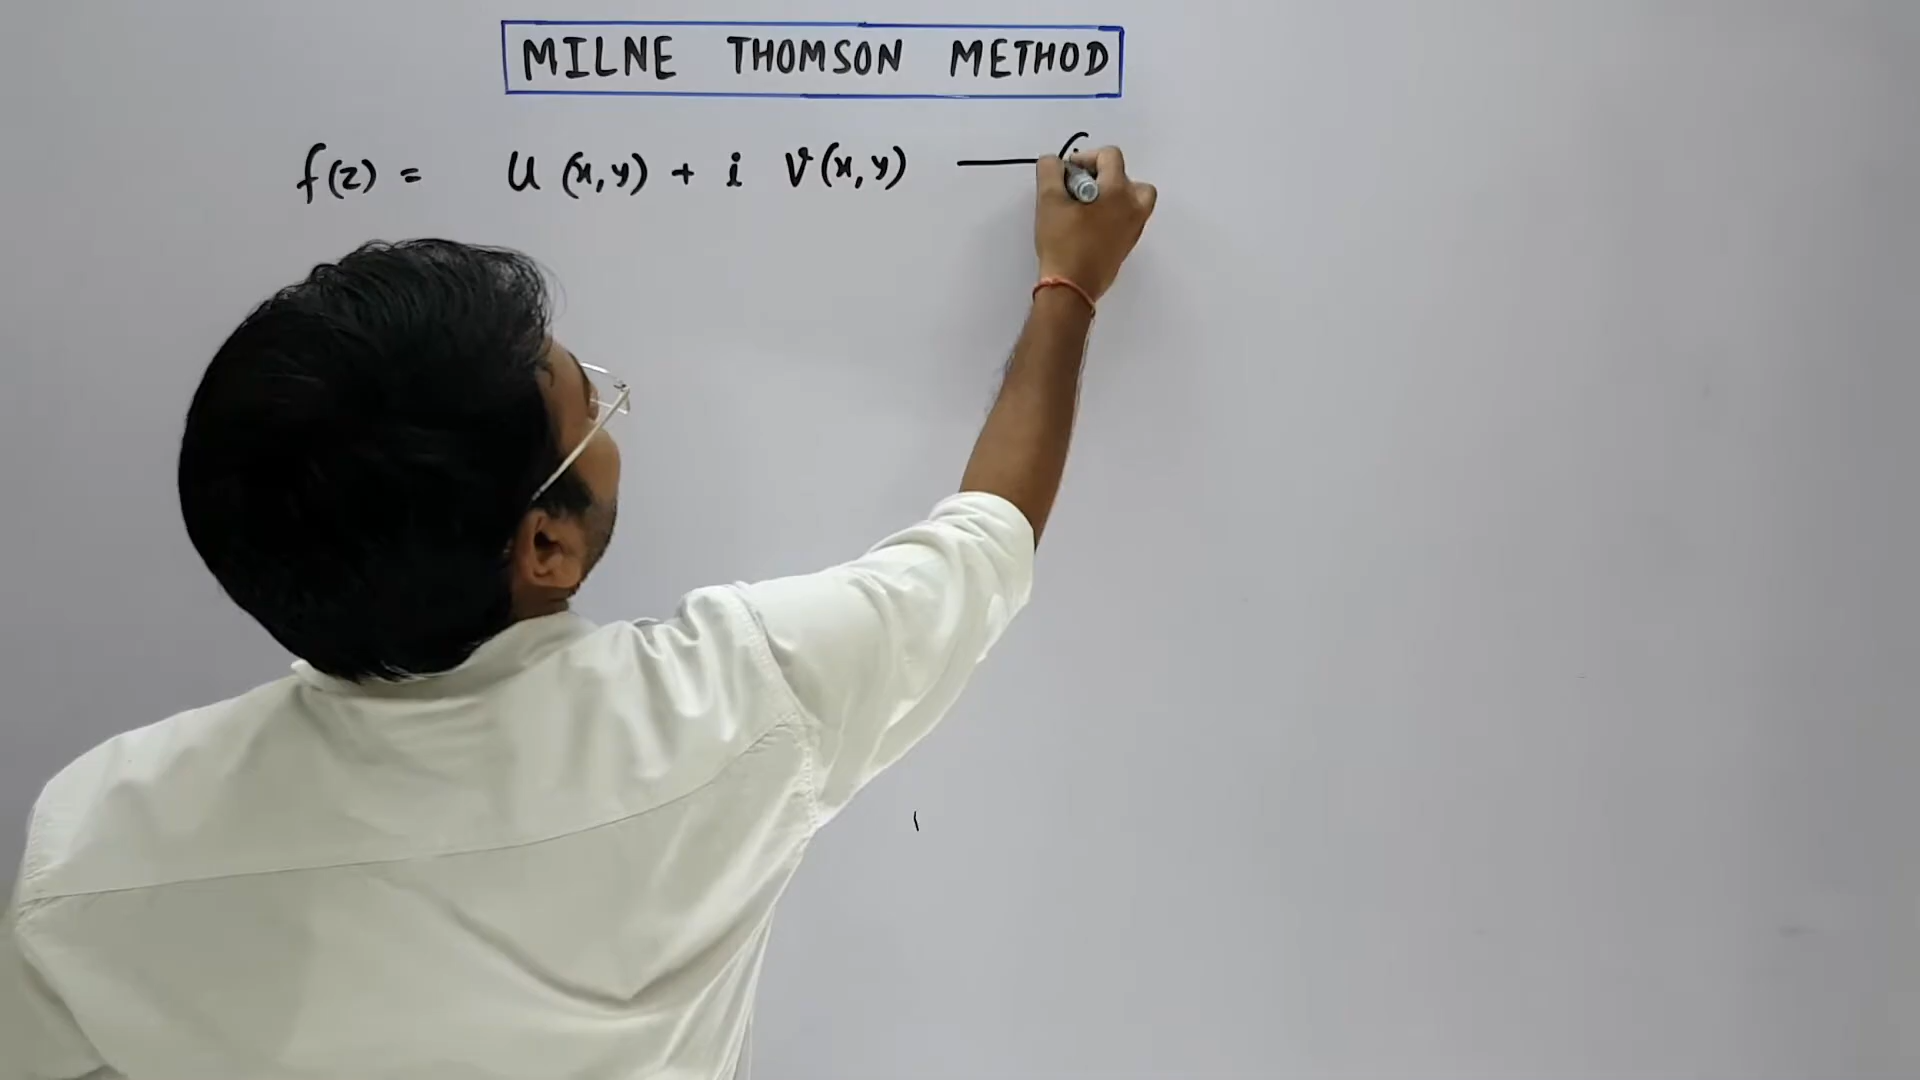 MILNE THOMSON METHOD
f(z) = u(x,y) + i v(x,y) — (